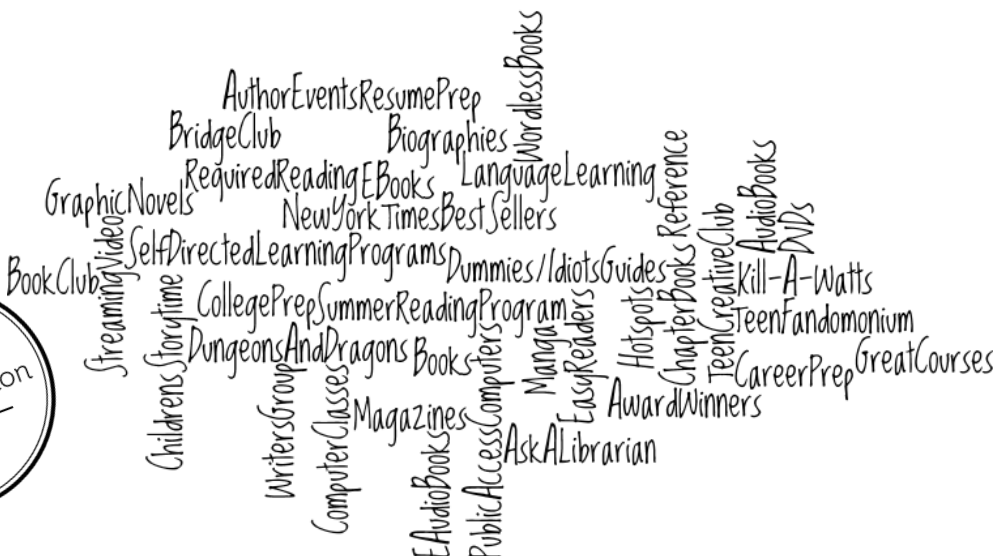 WordlessBooks
AuthorEvents
ResumePrep
BridgeClub
Biographies
RequiredReading
EBooks
LanguageLearning
Reference
AudioBooks
GraphicNovels
NewYorkTimesBestSellers
DVDs
StreamingVideo
SelfDirectedLearningPrograms
Dummies/IdiotsGuides
ChapterBooks
TeenCreativeClub
BookClub
Kill-A-Watts
ChildrensStorytime
CollegePrep
SummerReadingProgram
EasyReaders
Hotspots
TeenFandomonium
DungeonsAndDragons
Books
Manga
CareerPrep
GreatCourses
WritersGroup
ComputerClasses
Magazines
PublicAccessComputers
AwardWinners
EAudioBooks
AskALibrarian